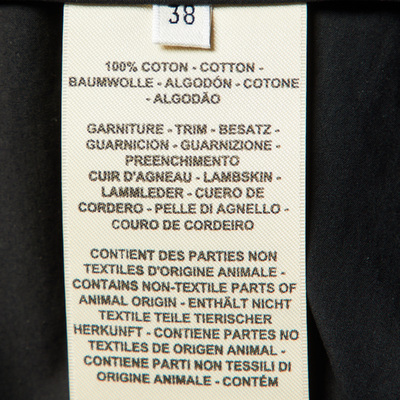 38
100% COTON - COTTON -
BAUMWOLLE - ALGODÓN - COTONE
- ALGODÃO
GARNITURE - TRIM - BESATZ -
GUARNICION - GUARNIZIONE -
PREENCHIMENTO
CUIR D'AGNEAU - LAMBSKIN -
LAMMLEDER - CUERO DE
CORDERO - PELLE DI AGNELLO -
COURO DE CORDEIRO
CONTIENT DES PARTIES NON
TEXTILES D'ORIGINE ANIMALE -
CONTAINS NON-TEXTILE PARTS OF
ANIMAL ORIGIN - ENTHÄLT NICHT
TEXTILE TEILE TIERISCHER
HERKUNFT - CONTIENE PARTES NO
TEXTILES DE ORIGEN ANIMAL -
CONTIENE PARTI NON TESSILI DI
ORIGINE ANIMALE - CONTÉM